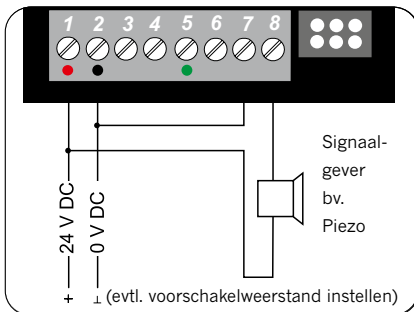 1 2 3 4 5 6 7 8
Signaal-
gever
bv.
Piezo
24 V DC
0 V DC
+ ⊥ (evtl. voorschakelweerstand instellen)